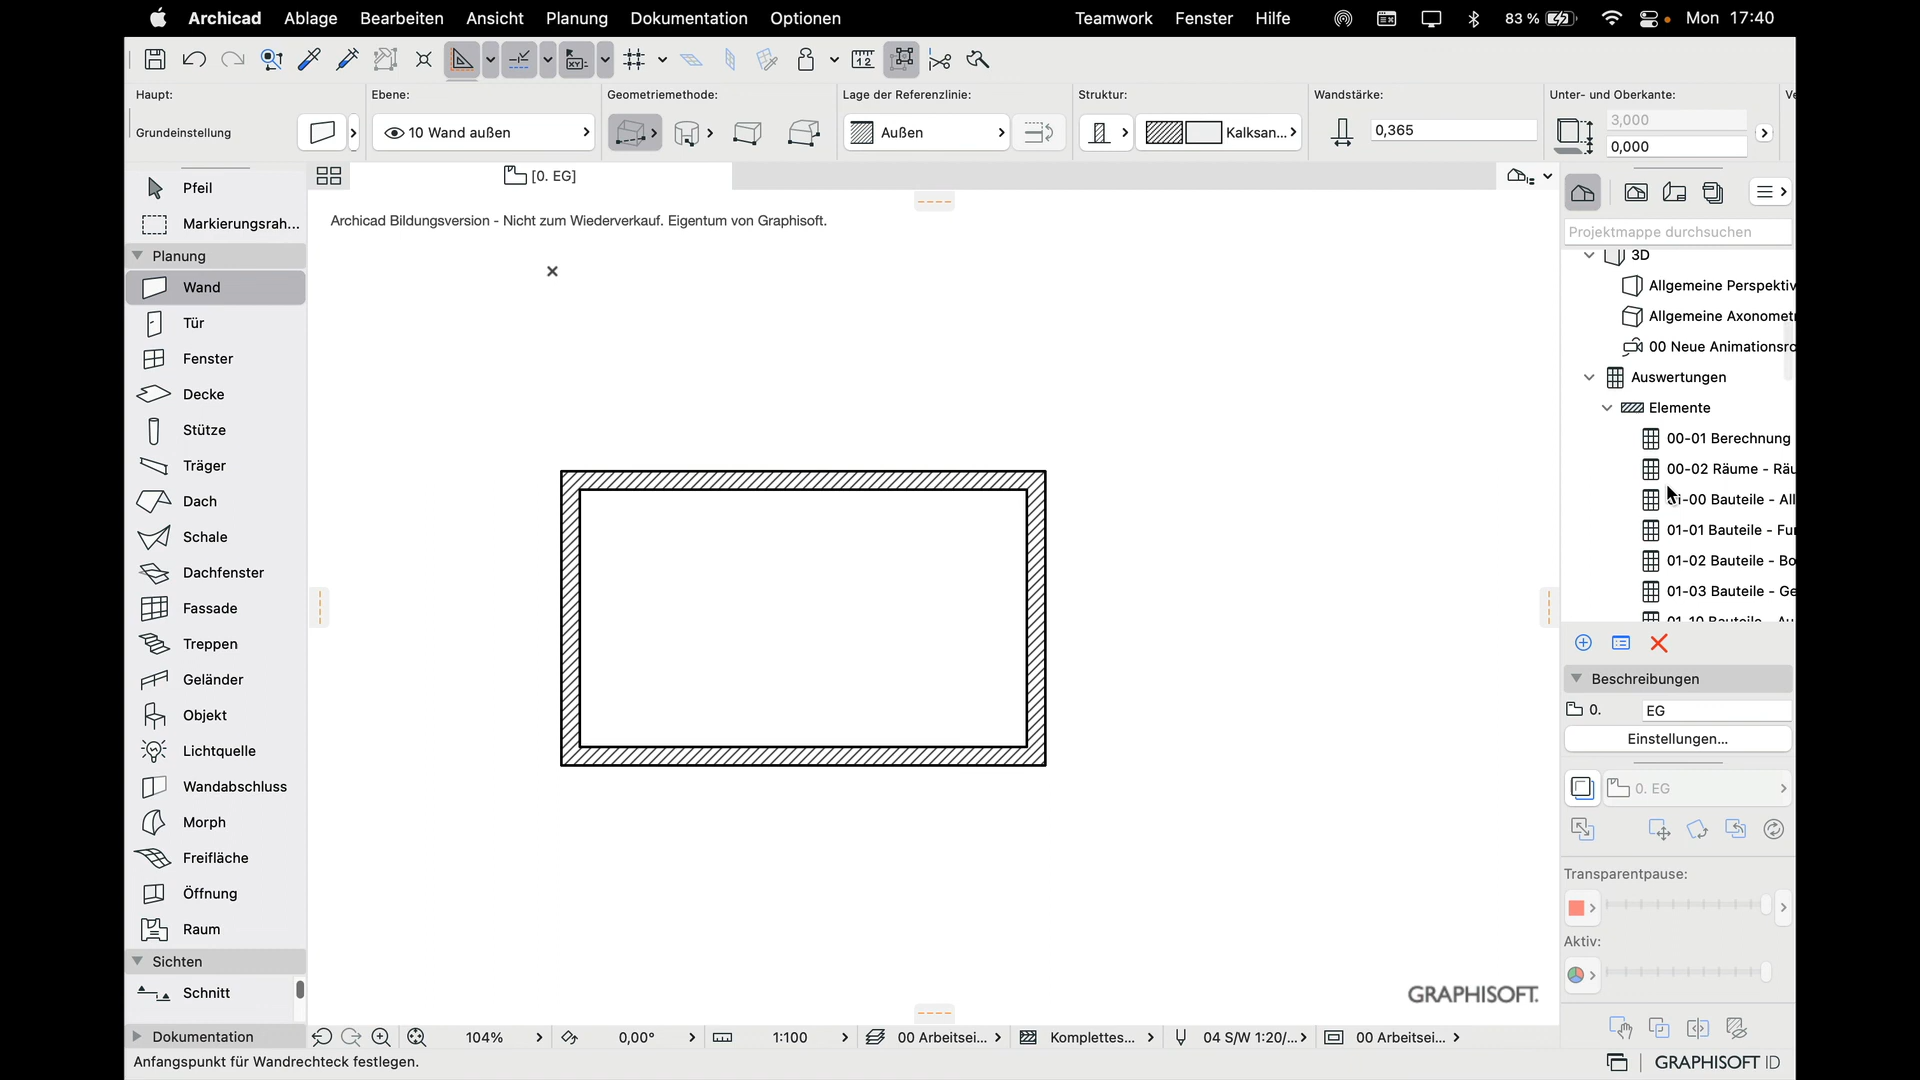 Archicad Ablage Bearbeiten Ansicht Planung Dokumentation Optionen Teamwork Fenster Hilfe 83 % Mon 17:40
Haupt: Ebene: Geometriemethode: Lage der Referenzlinie: Struktur: Wandstärke: Unter- und Oberkante:
Grundeinstellung 10 Wand außen Außen Kalksan... 0,365 3,000
0,000
Pfeil
Markierungsrah...
Planung
Wand
Tür
Fenster
Decke
Stütze
Träger
Dach
Schale
Dachfenster
Fassade
Treppen
Geländer
Objekt
Lichtquelle
Wandabschluss
Morph
Freifläche
Öffnung
Raum
Sichten
Schnitt
Dokumentation
[0. EG]
Archicad Bildungsversion - Nicht zum Wiederverkauf. Eigentum von Graphisoft.
GRAPHISOFT.
Projektmappe durchsuchen
3D
Allgemeine Perspektiv
Allgemeine Axonomet
00 Neue Animationsro
Auswertungen
Elemente
00-01 Berechnung
00-02 Räume - Räu
-00 Bauteile - All
01-01 Bauteile - Fu
01-02 Bauteile - Bo
01-03 Bauteile - Ge
Beschreibungen
0. EG
Einstellungen...
0. EG
Transparentpause:
Aktiv:
104% 0,00° 1:100 00 Arbeitsei... Komplettes... 04 S/W 1:20/... 00 Arbeitsei...
Anfangspunkt für Wandrechteck festlegen.
GRAPHISOFT ID